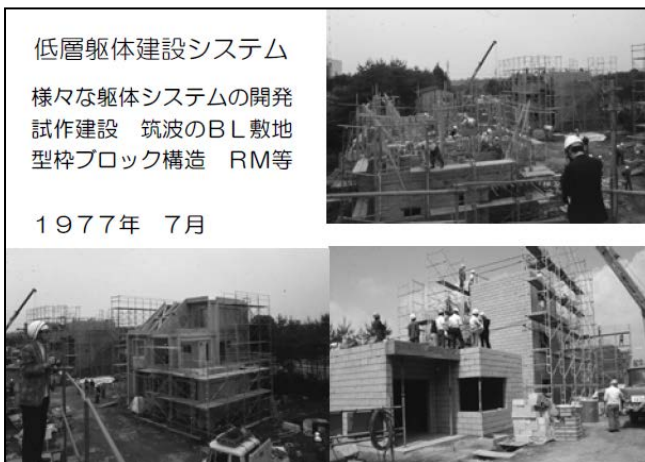 低層躯体建設システム
様々な躯体システムの開発
試作建設　筑波のＢＬ敷地
型枠ブロック構造　ＲＭ等
１９７７年　７月